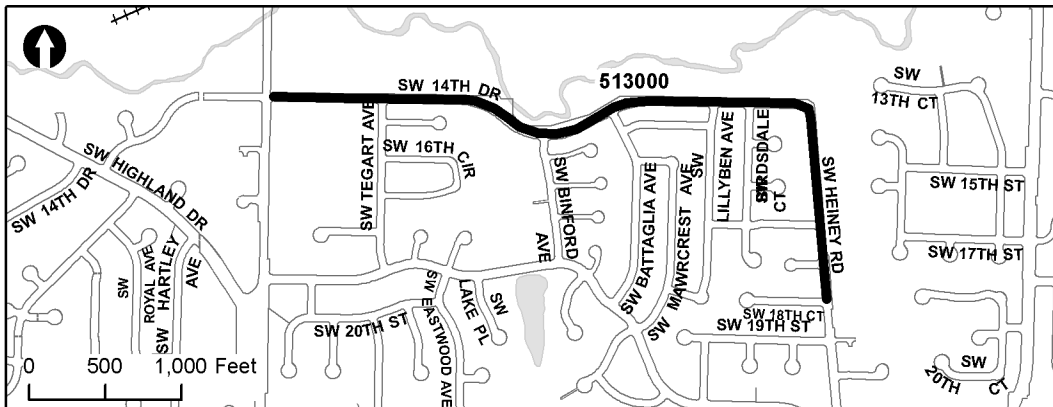 SW 14TH DR
513000
SW
13TH CT
SW TEGART AVE
SW 16TH CIR
SW HIGHLAND DR
SW 14TH DR
SW BINFORD
AVE
SW BATTAGLIA AVE
SW MAWRCREST AVE
SW
LILLYBEN AVE
CT
SW HEINEY RD
SW 15TH ST
SW 17TH ST
SW
ROYAL AVE
SW HARTLEY
AVE
SW 20TH ST
SW
EASTWOOD AVE
SW
LAKE PL
SW 18TH CT
SW 19TH ST
SW
20TH CT
0 500 1,000 Feet